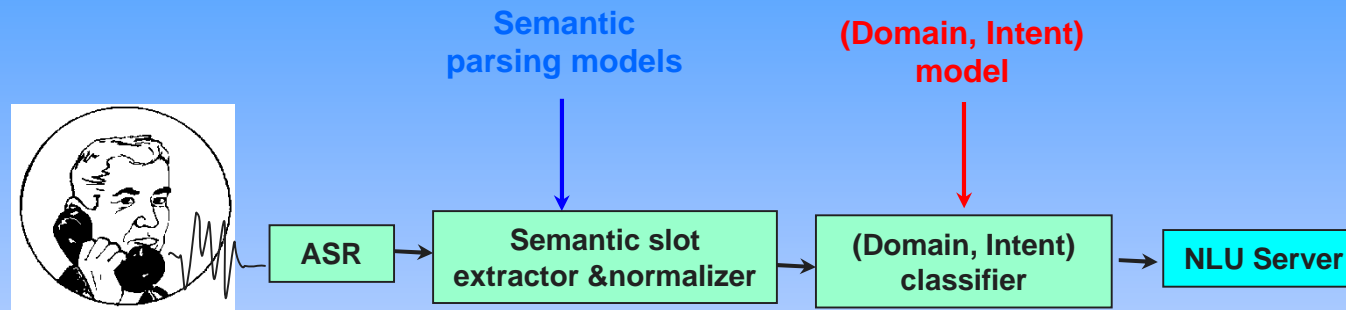 Semantic
parsing models
(Domain, Intent)
model
ASR
Semantic slot
extractor &normalizer
(Domain, Intent)
classifier
NLU Server